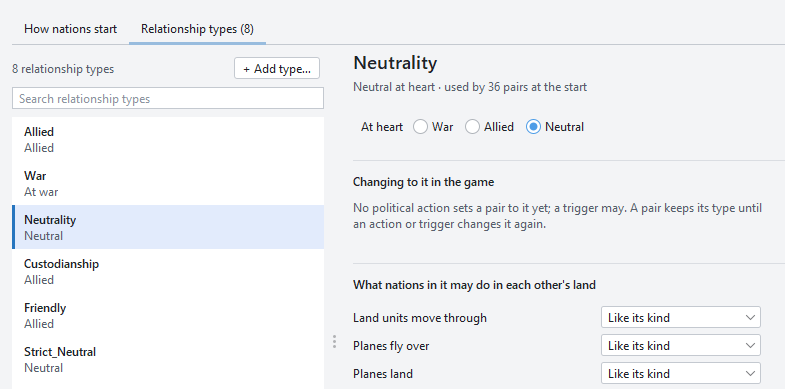 How nations start
Relationship types (8)
8 relationship types
+ Add type...
Search relationship types
Allied
Allied
War
At war
Neutrality
Neutral
Custodianship
Allied
Friendly
Allied
Strict_Neutral
Neutral
Neutrality
Neutral at heart · used by 36 pairs at the start
At heart War Allied Neutral
Changing to it in the game
No political action sets a pair to it yet; a trigger may. A pair keeps its type until
an action or trigger changes it again.
What nations in it may do in each other's land
Land units move through Like its kind
Planes fly over Like its kind
Planes land Like its kind